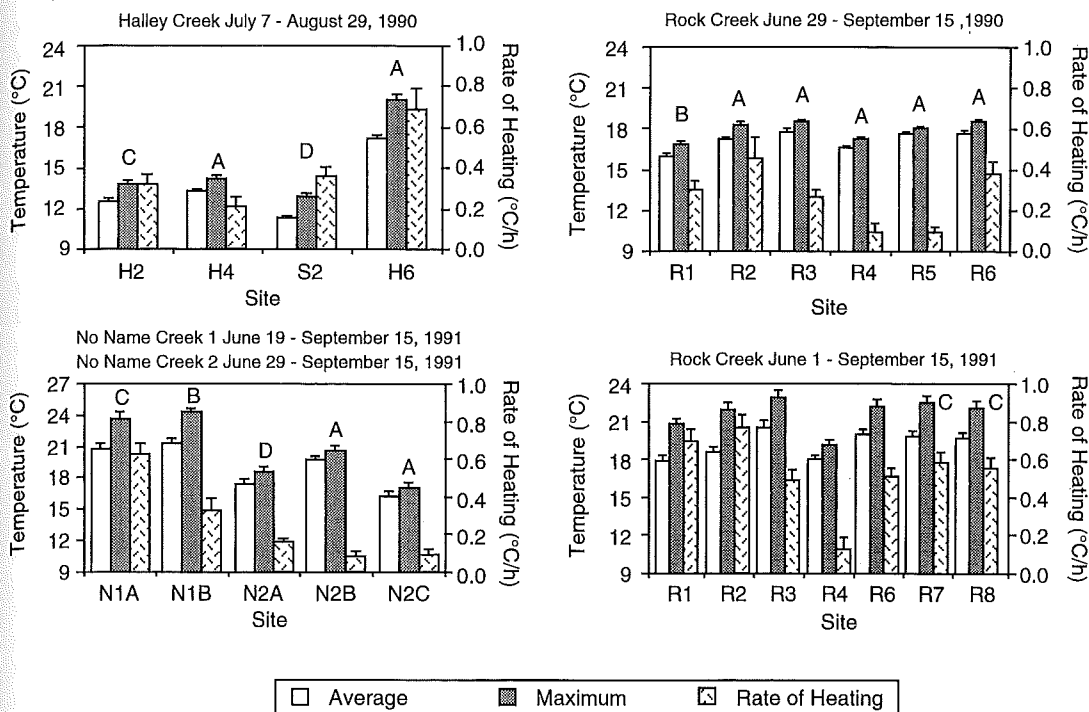 Halley Creek July 7 - August 29, 1990
Temperature (°C)
24
21
18
15
12
9
C
A
D
A
1.0
0.8
0.6
0.4
0.2
0.0
Rate of Heating (°C/h)
H2 H4 S2 H6
Site
Rock Creek June 29 - September 15 ,1990
Temperature (°C)
24
21
18
15
12
9
B A A A A A
1.0
0.8
0.6
0.4
0.2
0.0
Rate of Heating (°C/h)
R1 R2 R3 R4 R5 R6
Site
No Name Creek 1 June 19 - September 15, 1991
No Name Creek 2 June 29 - September 15, 1991
Temperature (°C)
27
24
21
18
15
12
9
C B D A A
1.0
0.8
0.6
0.4
0.2
0.0
Rate of Heating (°C/h)
N1A N1B N2A N2B N2C
Site
Rock Creek June 1 - September 15, 1991
Temperature (°C)
24
21
18
15
12
9
C C
1.0
0.8
0.6
0.4
0.2
0.0
Rate of Heating (°C/h)
R1 R2 R3 R4 R6 R7 R8
Site
Average Maximum Rate of Heating